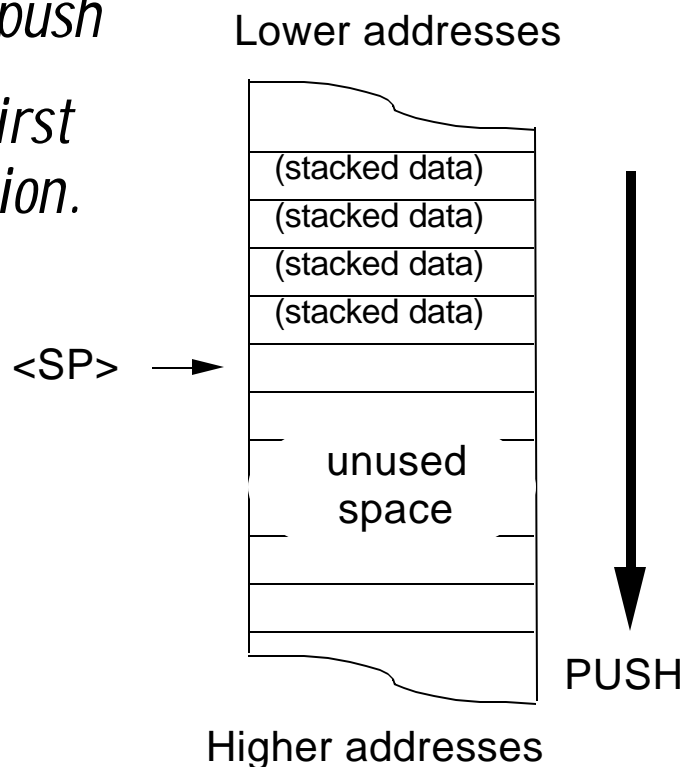 push
irst
ion.
Lower addresses
(stacked data)
(stacked data)
(stacked data)
(stacked data)
<SP>
unused
space
PUSH
Higher addresses